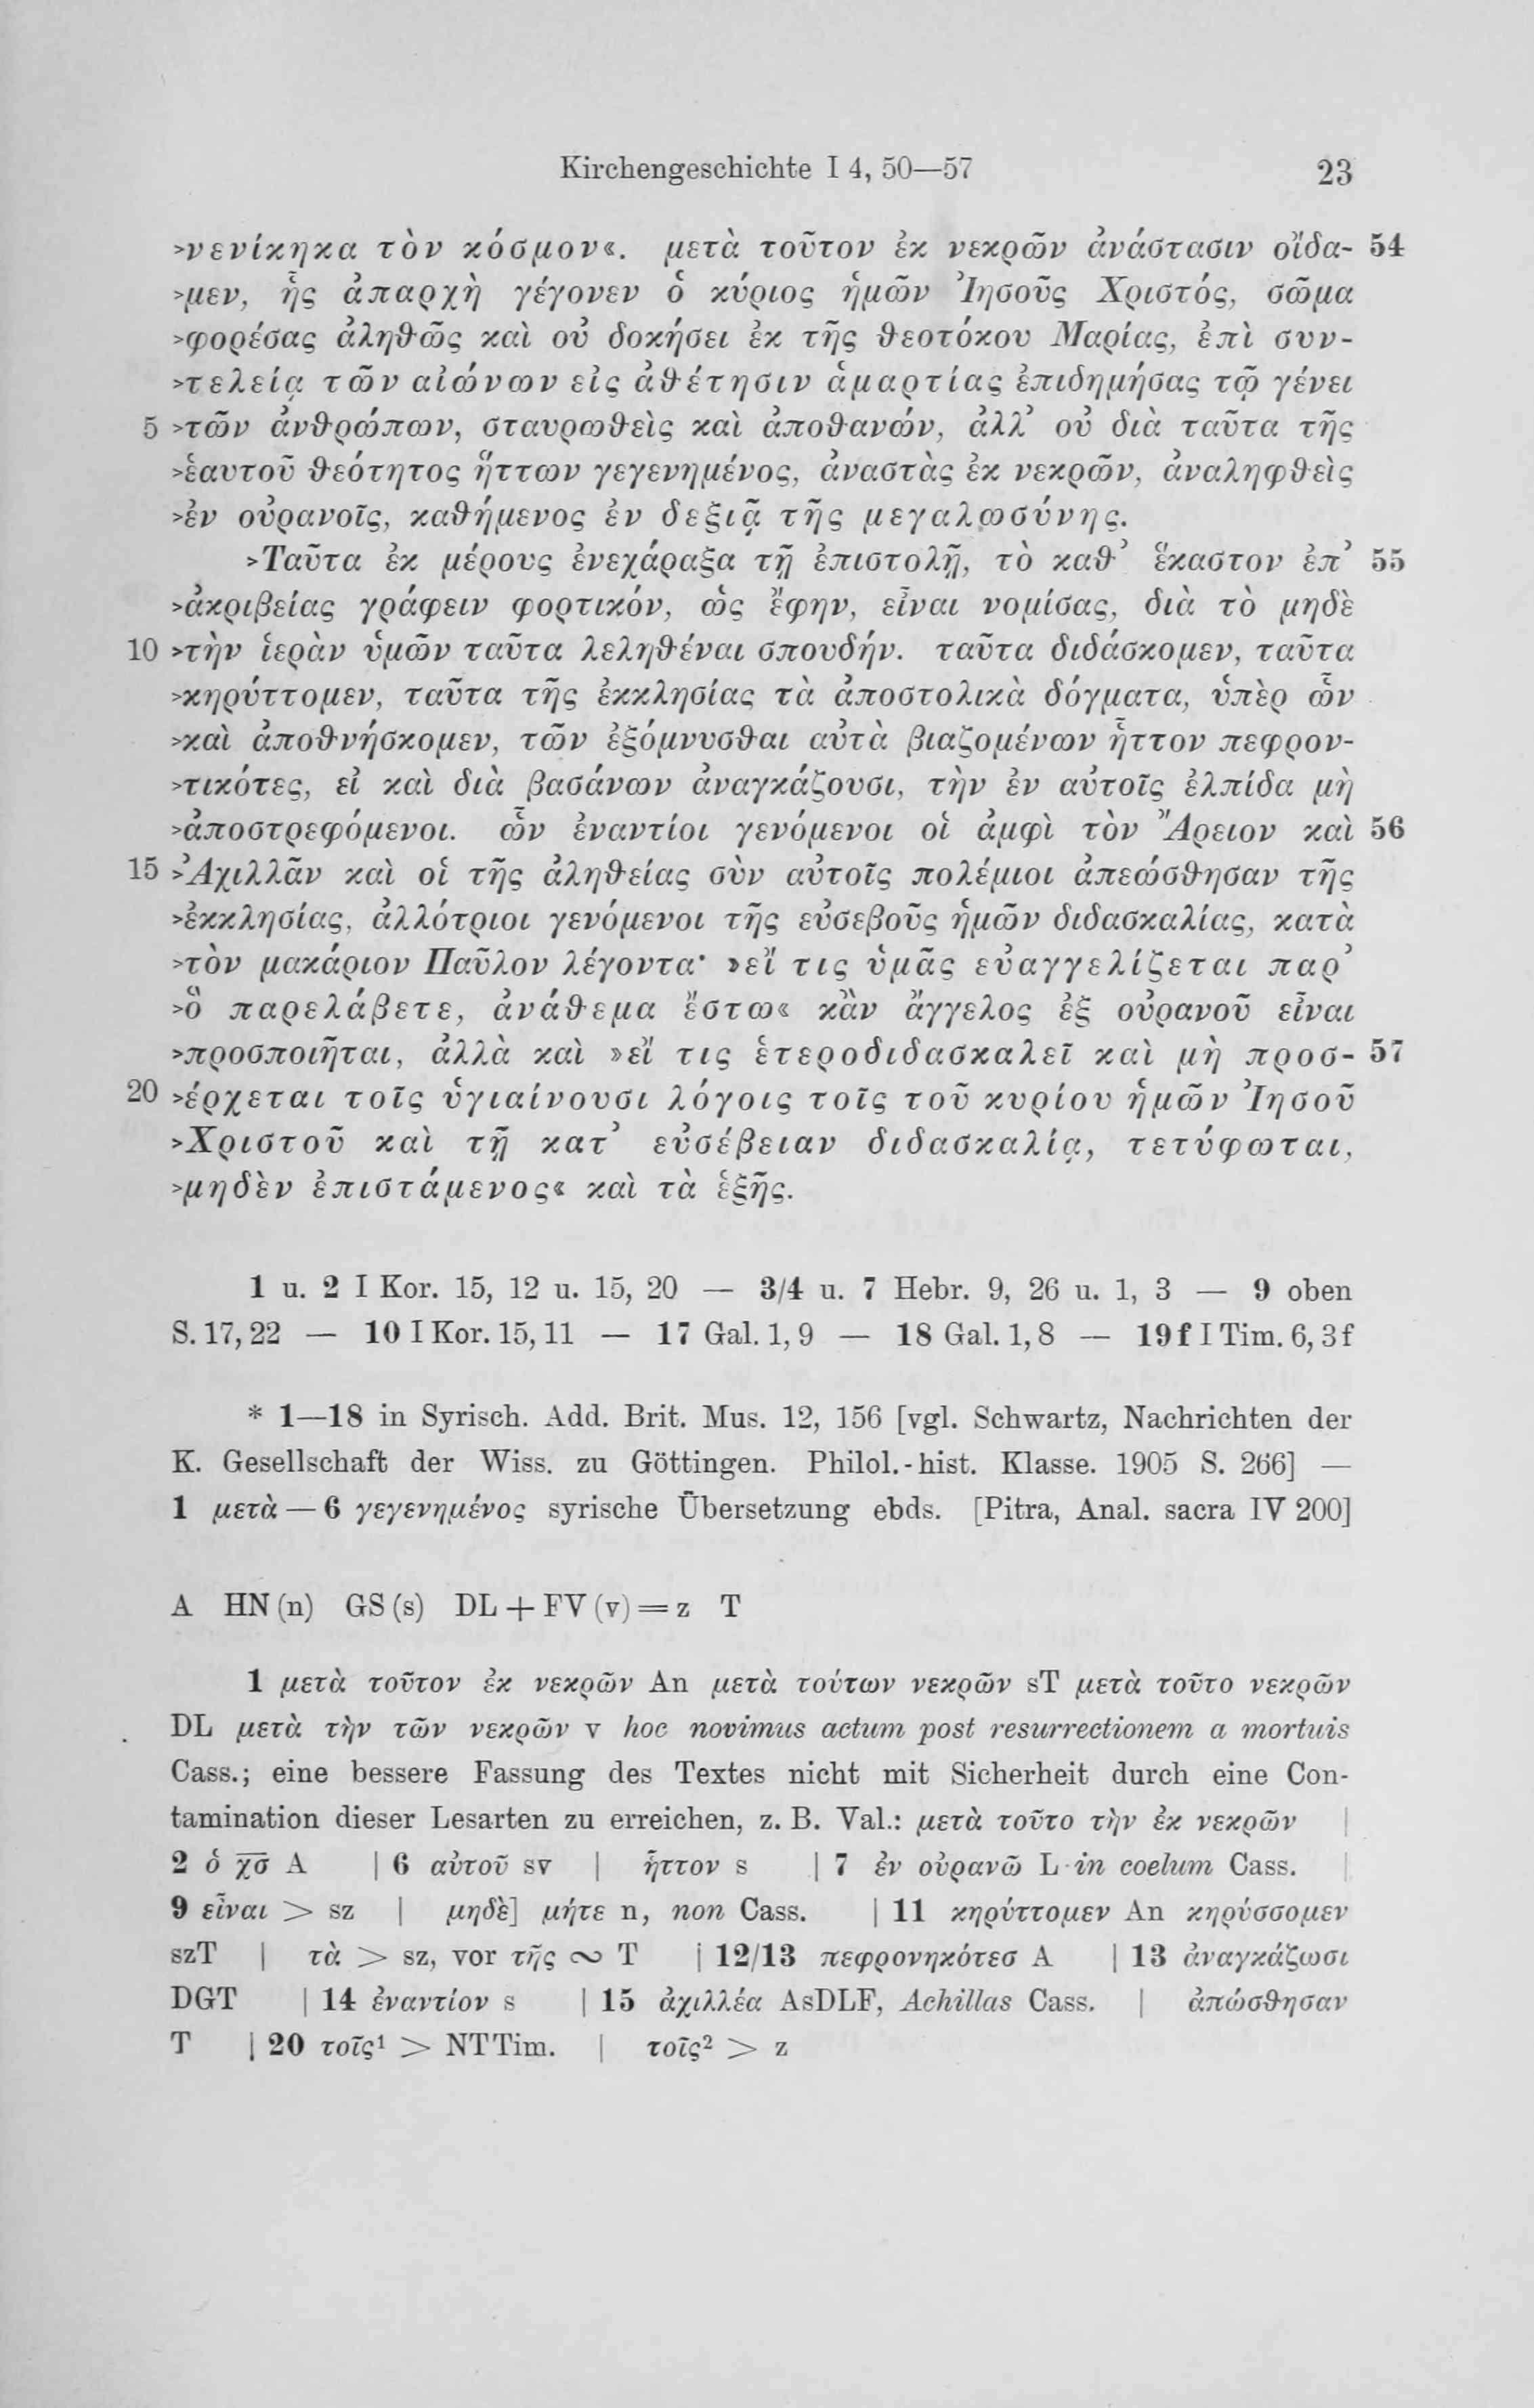 Kirchengeschichte I 4, 50—57 23
>νενίκηκα τὸν κόσμον«. μετὰ τοῦτον ἐκ νεκρῶν ἀνάστασιν οἴδα- 54
>μεν, ἧς ἀπαρχὴ γέγονεν ὁ κύριος ἡμῶν Ἰησοῦς Χριστός, σῶμα
>φορέσας ἀληθῶς καὶ οὐ δοκήσει ἐκ τῆς θεοτόκου Μαρίας, ἐπὶ συν-
>τελείᾳ τῶν αἰώνων εἰς ἀθέτησιν ἁμαρτίας ἐπιδημήσας τῷ γένει
5 >τῶν ἀνθρώπων, σταυρωθεὶς καὶ ἀποθανών, ἀλλ’ οὐ διὰ ταῦτα τῆς
>ἑαυτοῦ θεότητος ἥττων γεγενημένος, ἀναστὰς ἐκ νεκρῶν, ἀναληφθεὶς
>ἐν οὐρανοῖς, καθήμενος ἐν δεξιᾷ τῆς μεγαλωσύνης.
>Ταῦτα ἐκ μέρους ἐνεχάραξα τῇ ἐπιστολῇ, τὸ καθ’ ἕκαστον ἐπ’ 55
>ἀκριβείας γράφειν φορτικόν, ὡς ἔφην, εἶναι νομίσας, διὰ τὸ μηδὲ
10 >τὴν ἱερὰν ὑμῶν ταῦτα λεληθέναι σπουδήν. ταῦτα διδάσκομεν, ταῦτα
>κηρύττομεν, ταῦτα τῆς ἐκκλησίας τὰ ἀποστολικὰ δόγματα, ὑπὲρ ὧν
>καὶ ἀποθνήσκομεν, τῶν ἐξόμνυσθαι αὐτὰ βιαζομένων ἧττον πεφρον-
>τικότες, εἰ καὶ διὰ βασάνων ἀναγκάζουσι, τὴν ἐν αὐτοῖς ἐλπίδα μὴ
>ἀποστρεφόμενοι. ὧν ἐναντίοι γενόμενοι οἱ ἀμφὶ τὸν Ἄρειον καὶ 56
15 >Ἀχιλλᾶν καὶ οἱ τῆς ἀληθείας σὺν αὐτοῖς πολέμιοι ἀπεώσθησαν τῆς
>ἐκκλησίας, ἀλλότριοι γενόμενοι τῆς εὐσεβοῦς ἡμῶν διδασκαλίας, κατὰ
>τὸν μακάριον Παῦλον λέγοντα· »εἴ τις ὑμᾶς εὐαγγελίζεται παρ’
>ὃ παρελάβετε, ἀνάθεμα ἔστω« κἂν ἄγγελος ἐξ οὐρανοῦ εἶναι
>προσποιῆται, ἀλλὰ καὶ »εἴ τις ἑτεροδιδασκαλεῖ καὶ μὴ προσ- 57
20 >έρχεται τοῖς ὑγιαίνουσι λόγοις τοῖς τοῦ κυρίου ἡμῶν Ἰησοῦ
>Χριστοῦ καὶ τῇ κατ’ εὐσέβειαν διδασκαλίᾳ, τετύφωται,
>μηδὲν ἐπιστάμενος« καὶ τὰ ἑξῆς.
1 u. 2 I Kor. 15, 12 u. 15, 20 — 3/4 u. 7 Hebr. 9, 26 u. 1, 3 — 9 oben
S. 17, 22 — 10 I Kor. 15, 11 — 17 Gal. 1, 9 — 18 Gal. 1, 8 — 19 f I Tim. 6, 3 f
* 1—18 in Syrisch. Add. Brit. Mus. 12, 156 [vgl. Schwartz, Nachrichten der
K. Gesellschaft der Wiss. zu Göttingen. Philol.-hist. Klasse. 1905 S. 266] —
1 μετὰ — 6 γεγενημένος syrische Übersetzung ebds. [Pitra, Anal. sacra IV 200]
A HN (n) GS (s) DL + FV (v) = z T
1 μετὰ τοῦτον ἐκ νεκρῶν An μετὰ τούτων νεκρῶν sT μετὰ τοῦτο νεκρῶν
DL μετὰ τὴν τῶν νεκρῶν v hoc novimus actum post resurrectionem a mortuis
Cass.; eine bessere Fassung des Textes nicht mit Sicherheit durch eine Con-
tamination dieser Lesarten zu erreichen, z. B. Val.: μετὰ τοῦτο τὴν ἐκ νεκρῶν |
2 ὁ χ̅σ̅ A | 6 αὐτοῦ sv | ἧττον s | 7 ἐν οὐρανῶ L in coelum Cass. |
9 εἶναι > sz | μηδὲ] μήτε n, non Cass. | 11 κηρύττομεν An κηρύσσομεν
szT | τὰ > sz, vor τῆς ∾ T | 12/13 πεφρονηκότεσ A | 13 ἀναγκάζωσι
DGT | 14 ἐναντίον s | 15 ἀχιλλέα AsDLF, Achillas Cass. | ἀπώσθησαν
T | 20 τοῖς¹ > NTTim. | τοῖς² > z